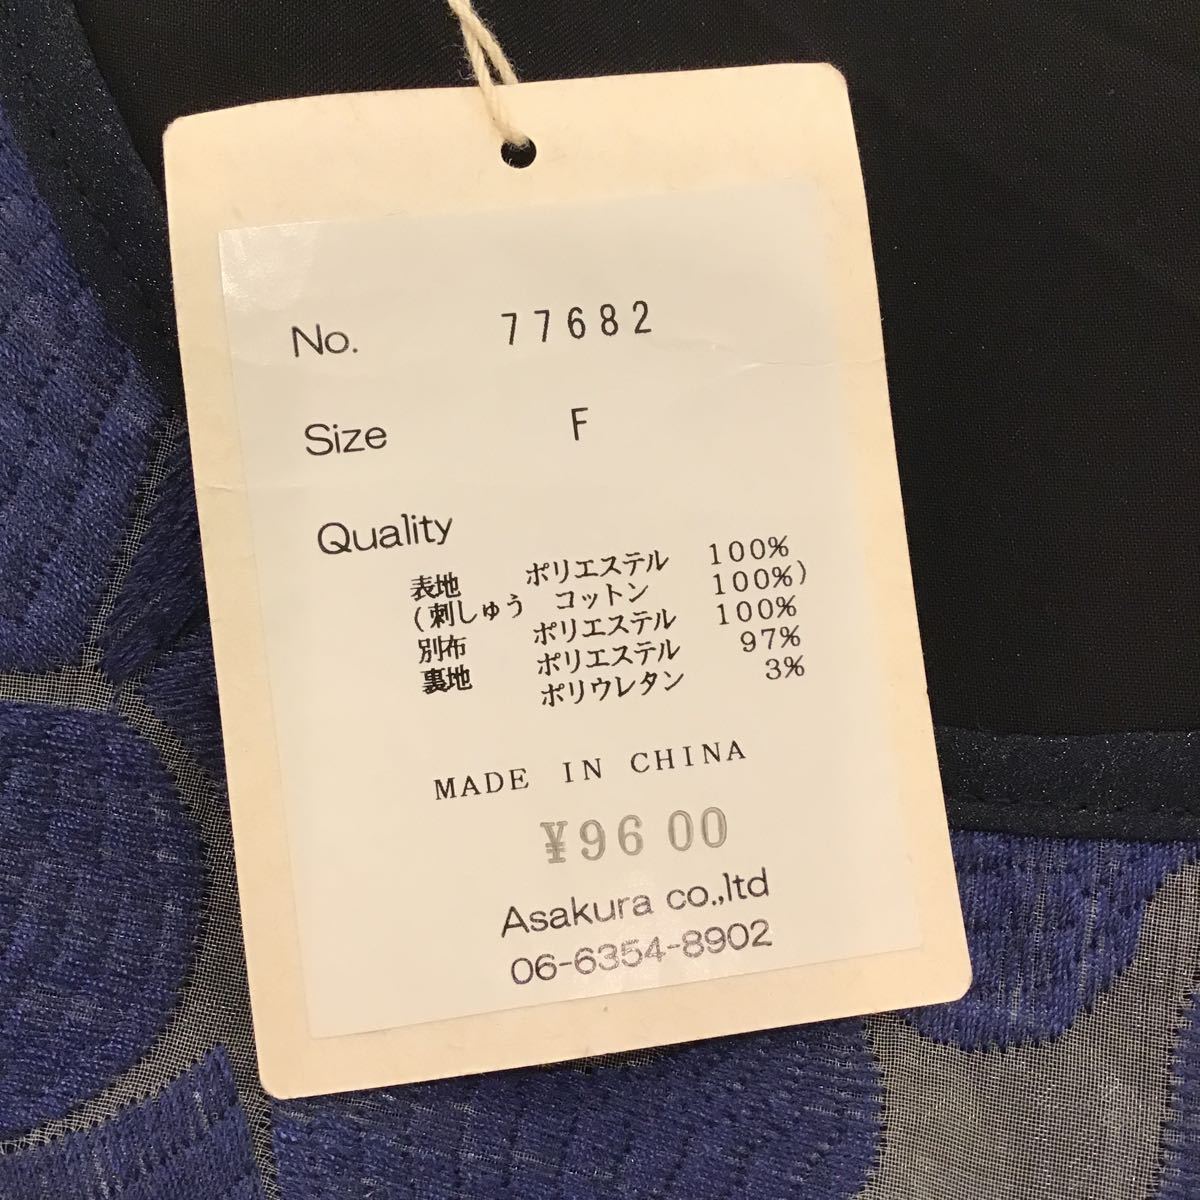 No. 77682
Size F
Quality
表地 ポリエステル 100%
(刺しゅう コットン 100%)
別布 ポリエステル 100%
裏地 ポリエステル 97%
ポリウレタン 3%
MADE IN CHINA
¥9600
Asakura co.,ltd
06-6354-8902